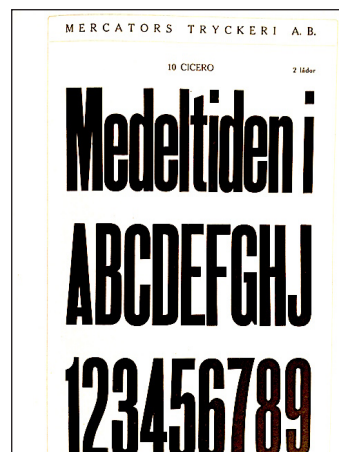 MERCATORS TRYCKERI A.B.
10 CICERO
2 lådor
Medeltiden i
ABCDEFGHJ
123456789